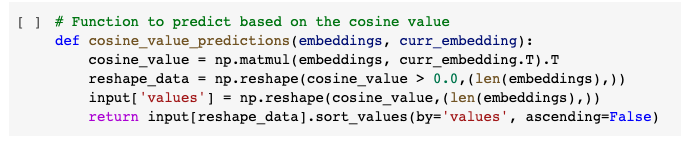 [ ] # Function to predict based on the cosine value
def cosine_value_predictions(embeddings, curr_embedding):
    cosine_value = np.matmul(embeddings, curr_embedding.T).T
    reshape_data = np.reshape(cosine_value > 0.0,(len(embeddings),))
    input['values'] = np.reshape(cosine_value,(len(embeddings),))
    return input[reshape_data].sort_values(by='values', ascending=False)